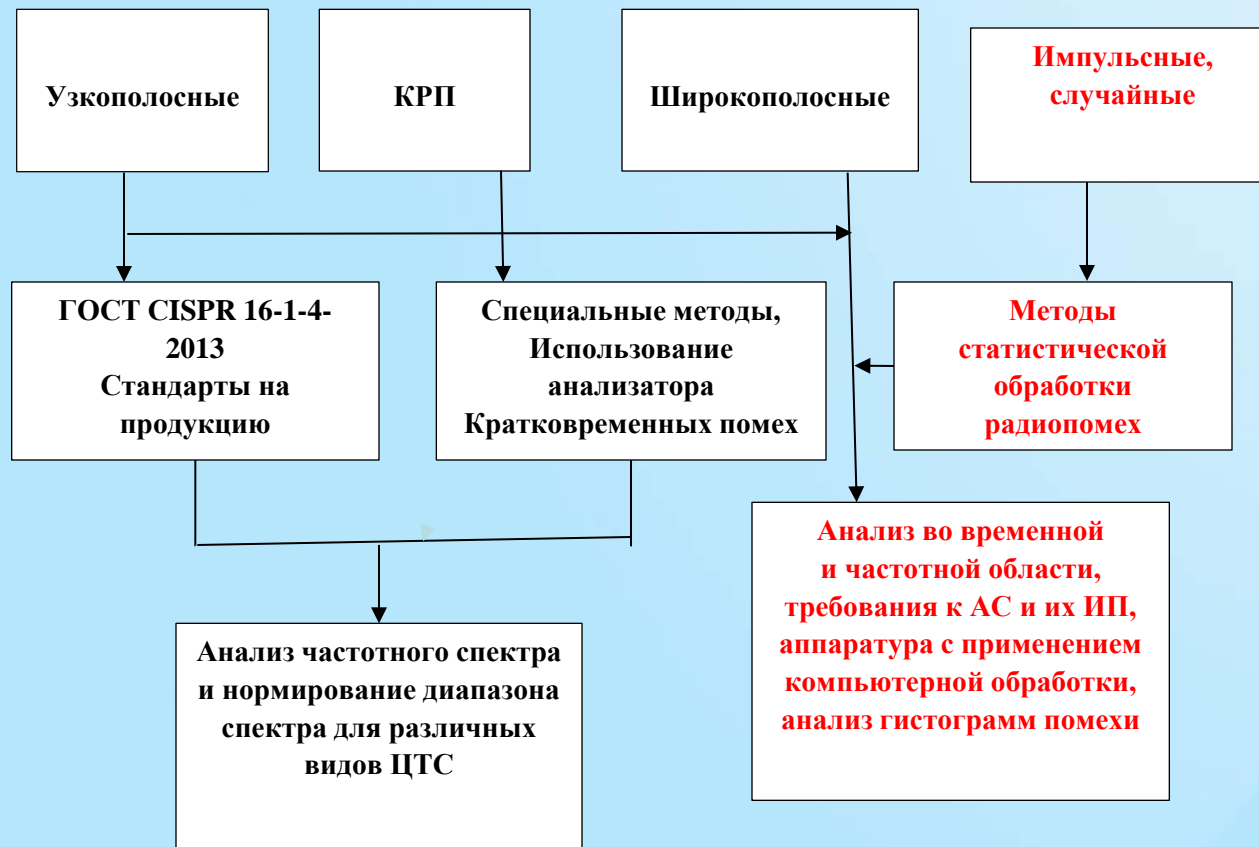 Узкополосные
КРП
Широкополосные
Импульсные,
случайные
ГОСТ CISPR 16-1-4-
2013
Стандарты на
продукцию
Специальные методы,
Использование
анализатора
Кратковременных помех
Методы
статистической
обработки
радиопомех
Анализ частотного спектра
и нормирование диапазона
спектра для различных
видов ЦТС
Анализ во временной
и частотной области,
требования к АС и их ИП,
аппаратура с применением
компьютерной обработки,
анализ гистограмм помехи